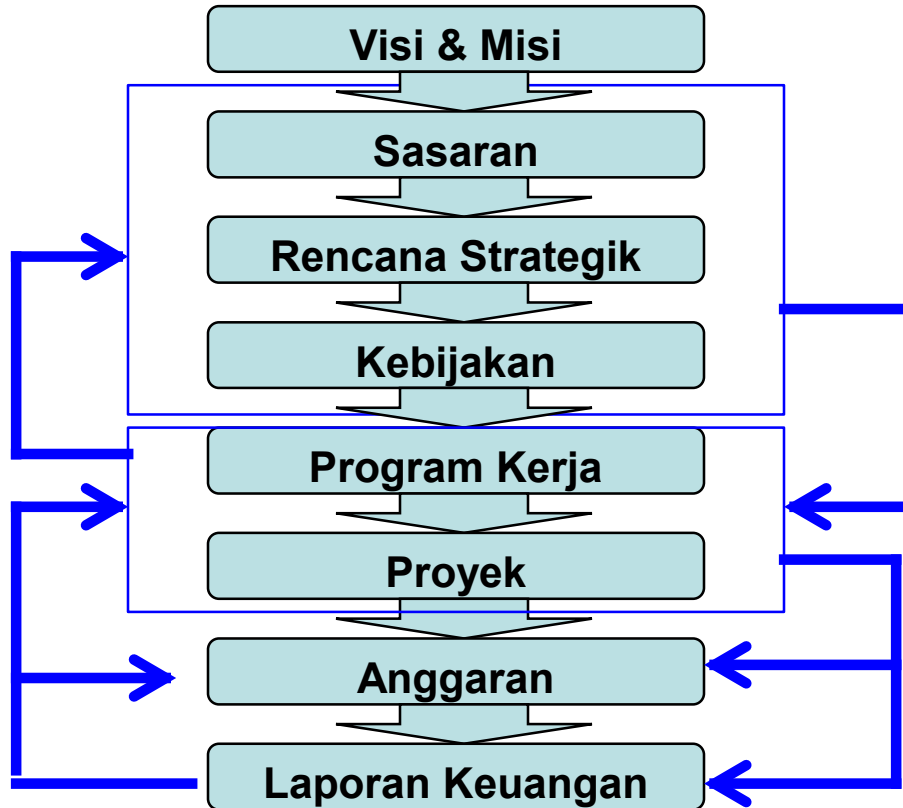 Visi & Misi
Sasaran
Rencana Strategik
Kebijakan
Program Kerja
Proyek
Anggaran
Laporan Keuangan